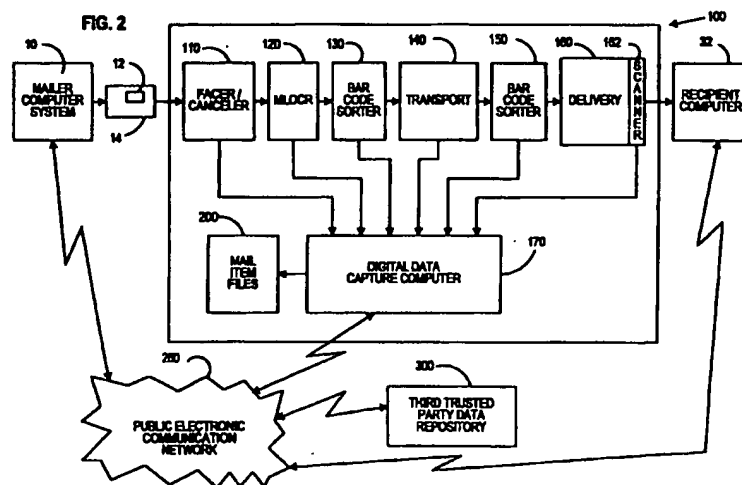 FIG. 2
100
10
12
14
110
120
130
140
150
160
162
32
MAILER
COMPUTER
SYSTEM
FACER /
CANCELER
MLOCR
BAR
CODE
SORTER
TRANSPORT
BAR
CODE
SORTER
DELIVERY
SCANNER
RECIPIENT
COMPUTER
200
MAIL
ITEM
FILES
DIGITAL DATA
CAPTURE COMPUTER
170
250
PUBLIC ELECTRONIC
COMMUNICATION
NETWORK
300
THIRD TRUSTED
PARTY DATA
REPOSITORY